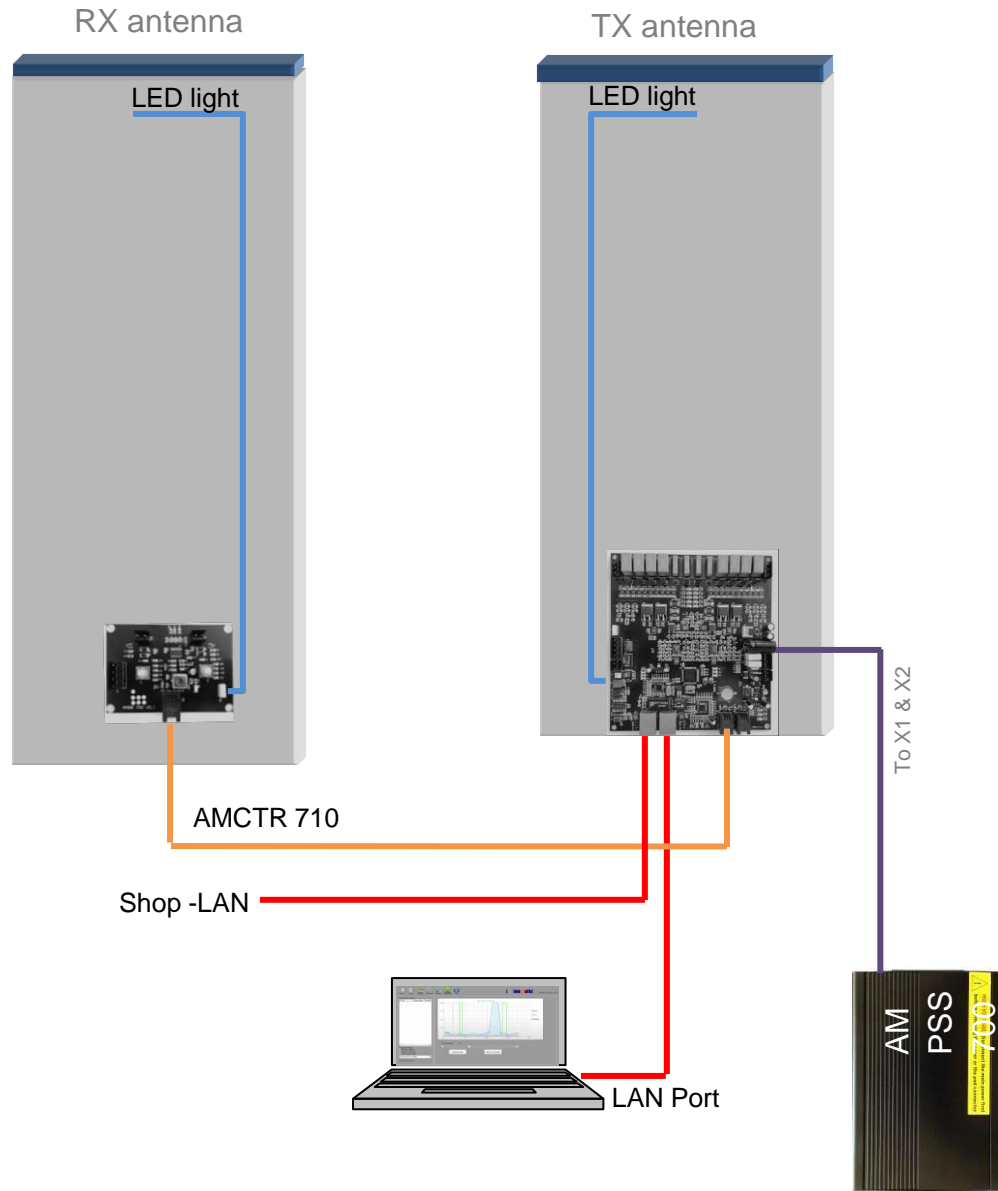 RX antenna
TX antenna
LED light
LED light
To X1 & X2
AMCTR 710
Shop -LAN
LAN Port
AM
PSS
700